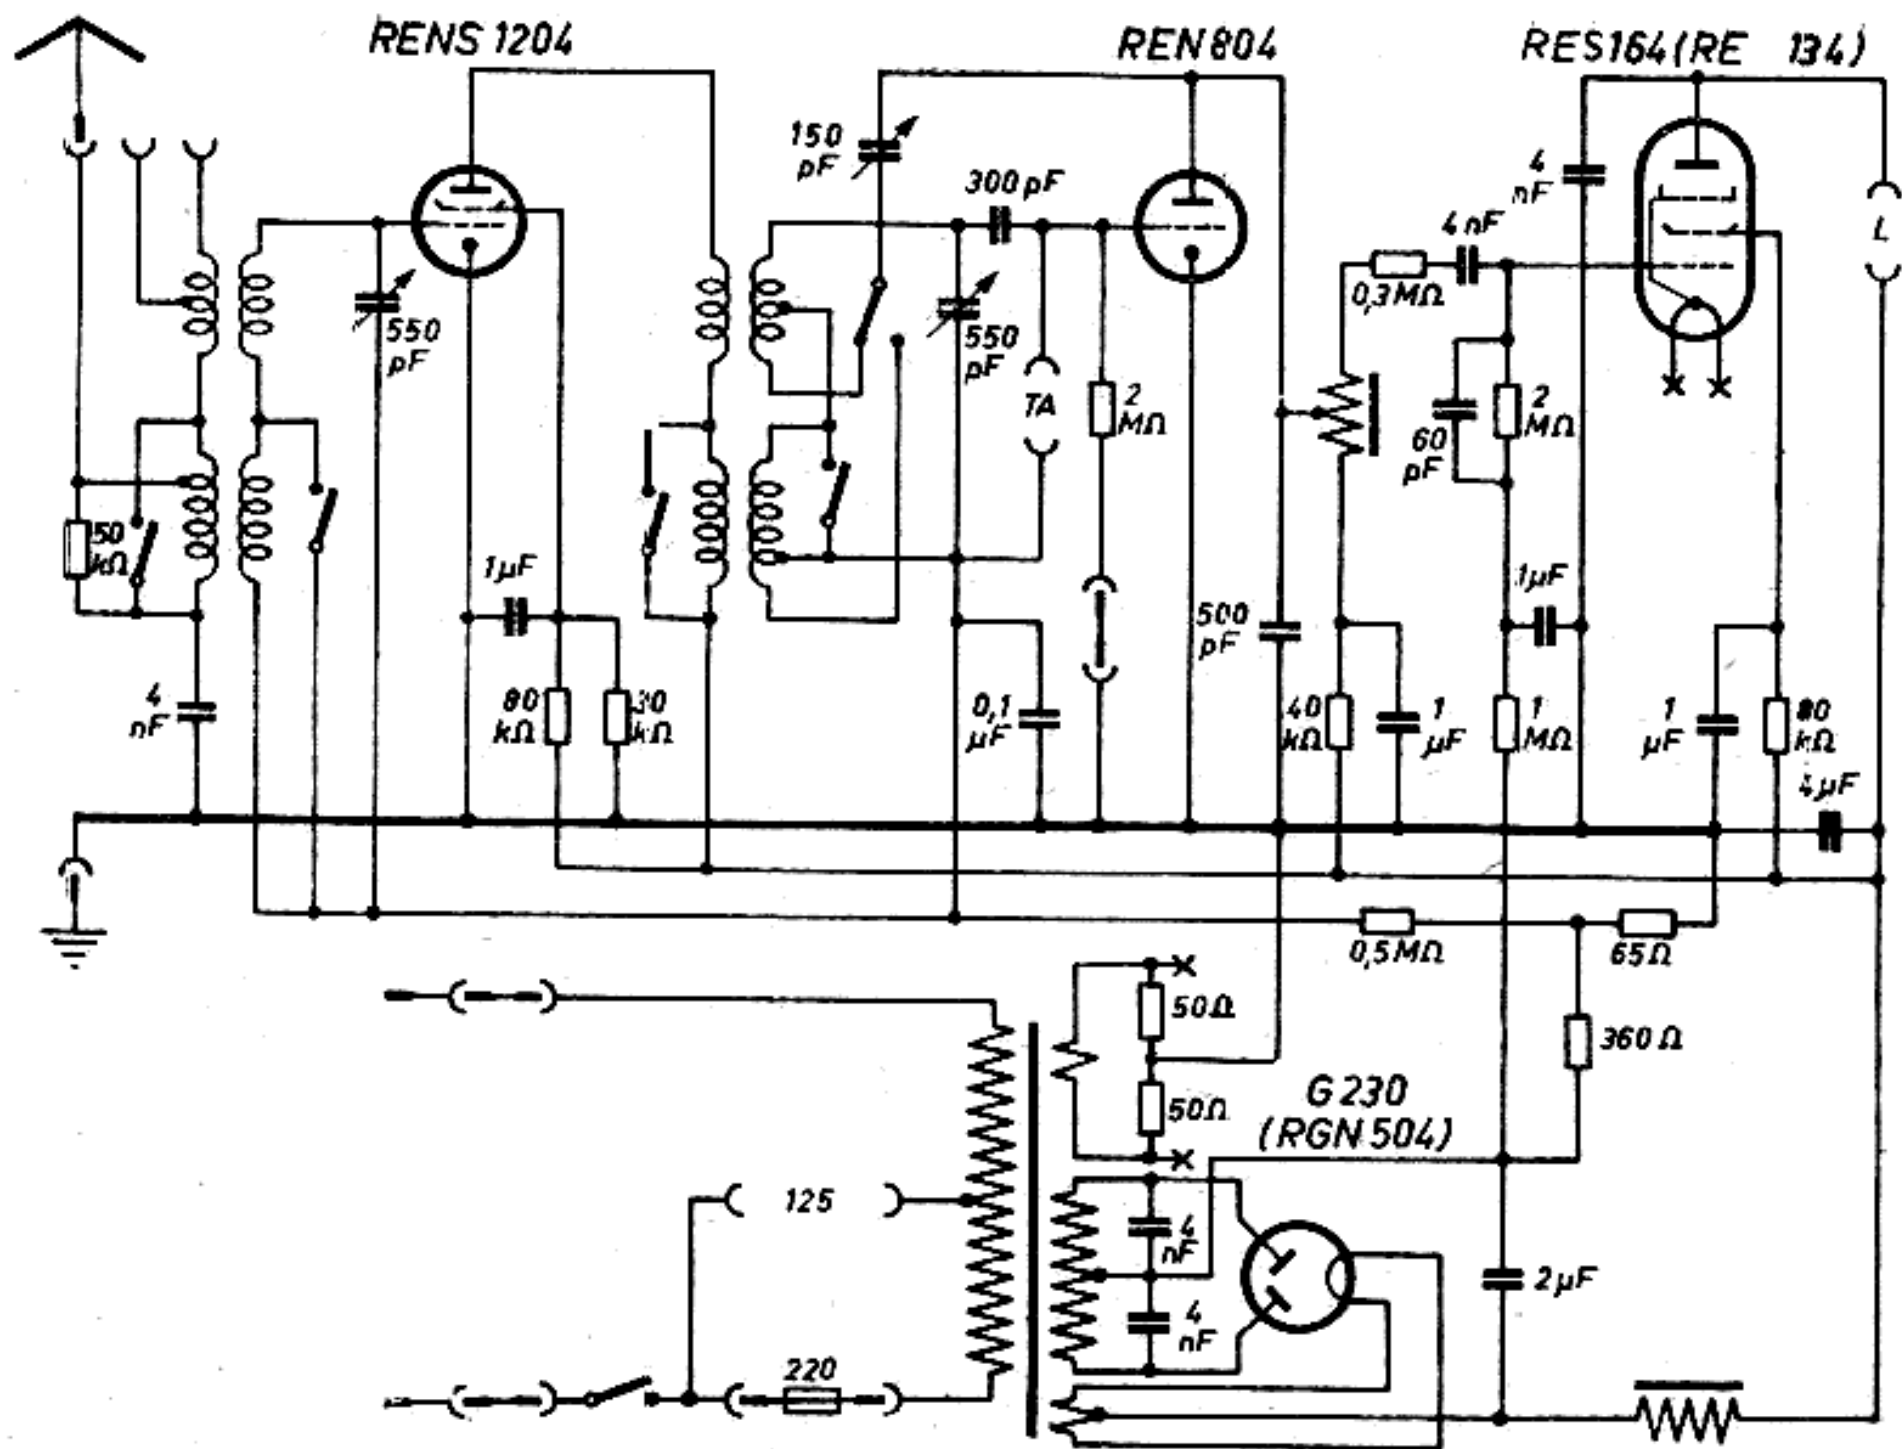 RENS 1204
REN 804
RES 164 (RE 134)
150
pF
300 pF
4
nF
4 nF
L
0,3 MΩ
550
pF
550
pF
TA
2
MΩ
60
pF
2
MΩ
50
kΩ
1µF
500
pF
1µF
4
nF
80
kΩ
30
kΩ
0,1
µF
40
kΩ
1
µF
1
MΩ
1
µF
80
kΩ
4µF
0,5 MΩ
65Ω
50Ω
360 Ω
50Ω
G 230
(RGN 504)
125
4
nF
2µF
4
nF
220